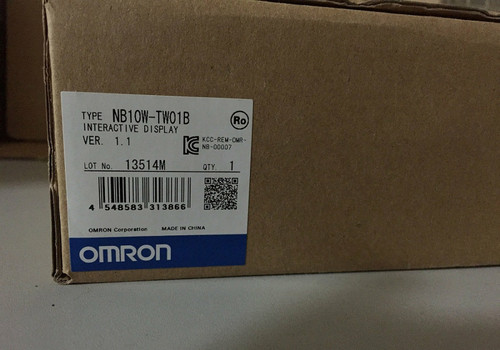 TYPE NB10W-TW01B
INTERACTIVE DISPLAY
VER. 1.1
Ro
KCC-REM-OMR-
NB-00007
LOT No. 13514M QTY. 1
4 548583 313866
OMRON Corporation MADE IN CHINA
OMRON